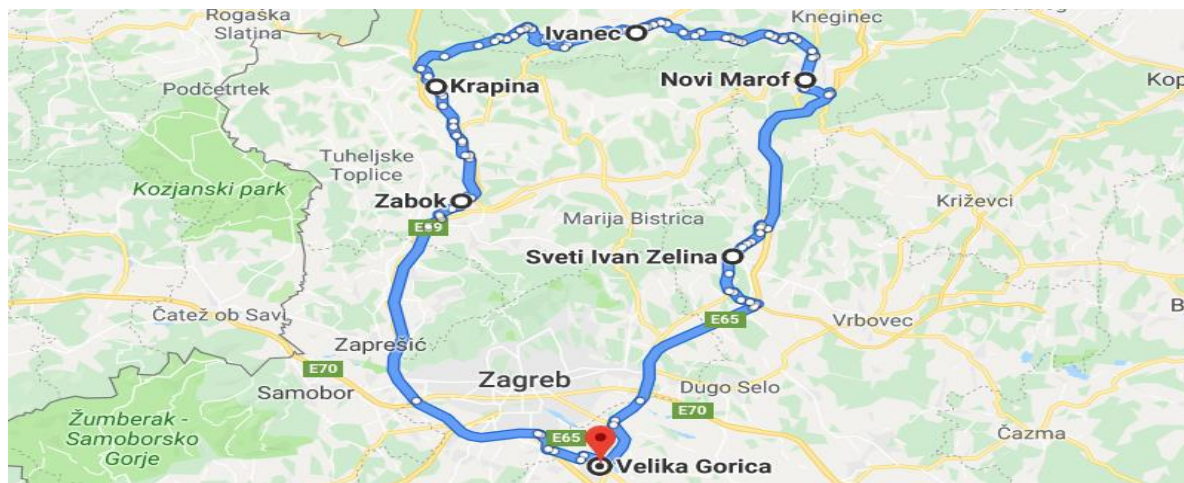 Rogaška
Slatina
Kneginec
Ivanec
Podčetrtek
Krapina
Novi Marof
Kop
Tuheljske
Toplice
Kozjanski park
Zabok
Marija Bistrica
Križevci
E59
Sveti Ivan Zelina
Čatež ob Savi
E65
Vrbovec
B
Zaprešić
E70
Zagreb
Samobor
Dugo Selo
E70
Žumberak -
Samoborsko
Gorje
E65
Čazma
Velika Gorica